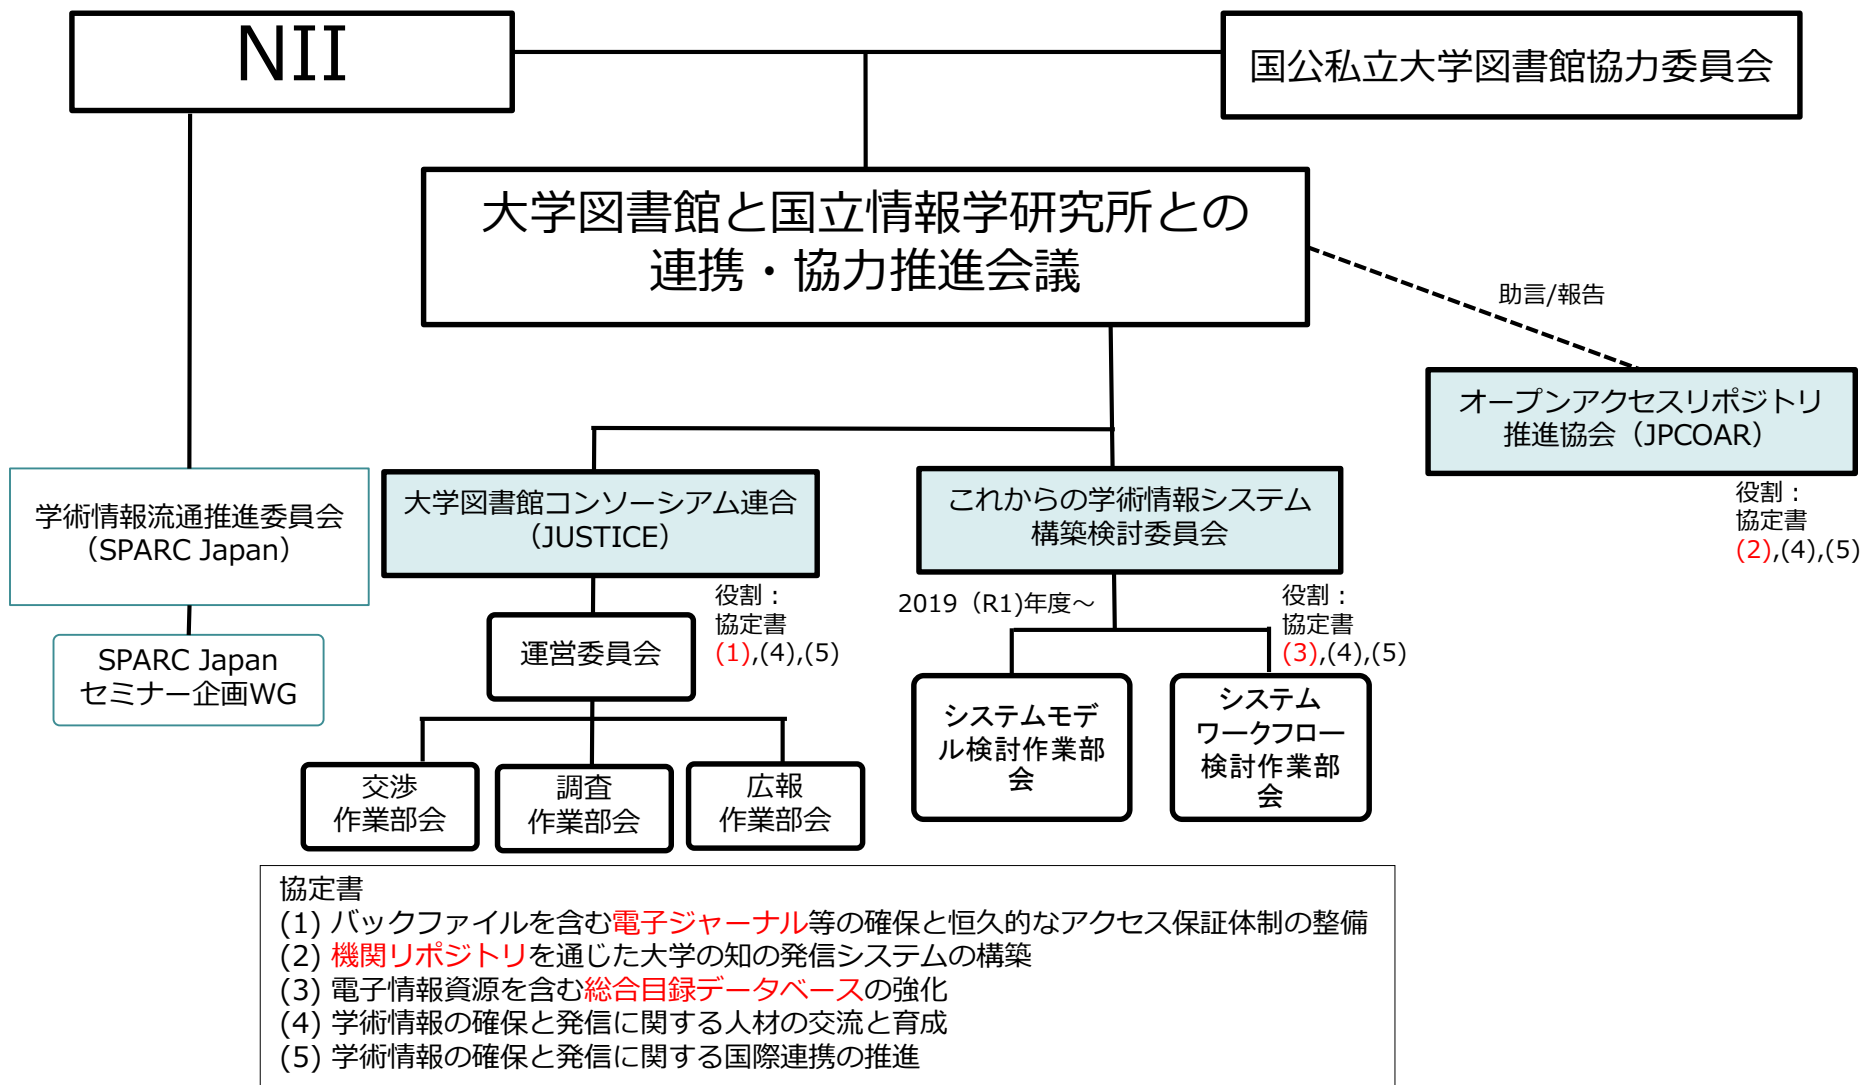 NII
国公私立大学図書館協力委員会
大学図書館と国立情報学研究所との
連携・協力推進会議
助言/報告
オープンアクセスリポジトリ
推進協会（JPCOAR）
役割：
協定書
(2),(4),(5)
学術情報流通推進委員会
（SPARC Japan）
SPARC Japan
セミナー企画WG
大学図書館コンソーシアム連合
（JUSTICE）
役割：
協定書
(1),(4),(5)
運営委員会
交渉
作業部会
調査
作業部会
広報
作業部会
これからの学術情報システム
構築検討委員会
2019（R1)年度～
役割：
協定書
(3),(4),(5)
システムモデ
ル検討作業部
会
システム
ワークフロー
検討作業部
会
協定書
(1) バックファイルを含む電子ジャーナル等の確保と恒久的なアクセス保証体制の整備
(2) 機関リポジトリを通じた大学の知の発信システムの構築
(3) 電子情報資源を含む総合目録データベースの強化
(4) 学術情報の確保と発信に関する人材の交流と育成
(5) 学術情報の確保と発信に関する国際連携の推進